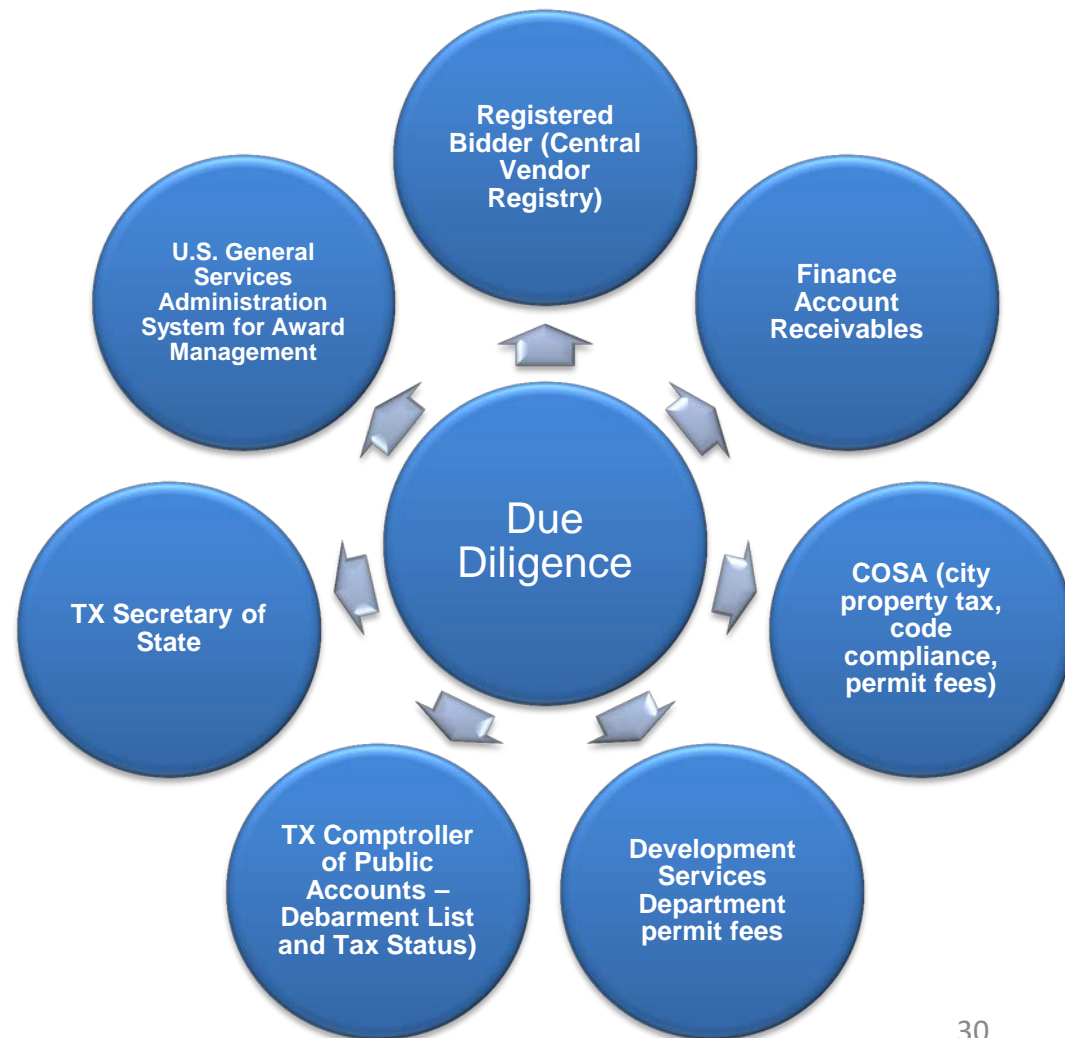 Registered
Bidder (Central
Vendor
Registry)
Finance
Account
Receivables
COSA (city
property tax,
code
compliance,
permit fees)
Development
Services
Department
permit fees
TX Comptroller
of Public
Accounts –
Debarment List
and Tax Status)
TX Secretary of
State
U.S. General
Services
Administration
System for Award
Management
Due
Diligence
30